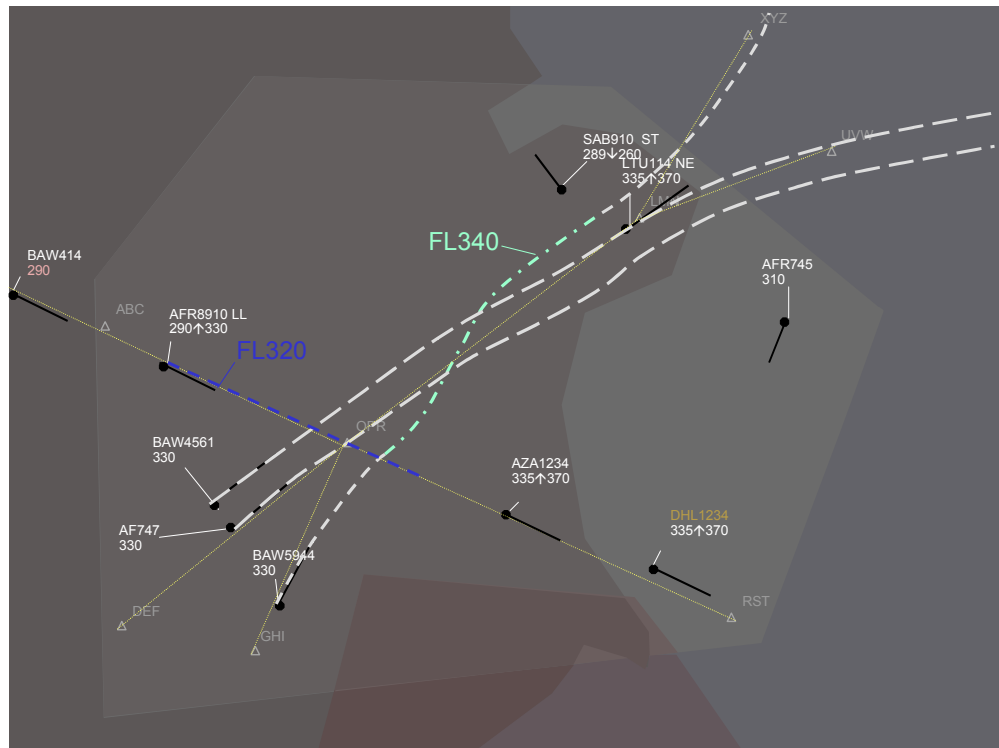 XYZ
UVW
SAB910 ST
289↓260
LTU114 NE
335↑370
FL340
BAW414
290
AFR745
310
ABC
AFR8910 LL
290↑330
FL320
OPR
BAW4561
330
AZA1234
335↑370
AF747
330
DHL1234
335↑370
BAW5944
330
DEF
GHI
RST